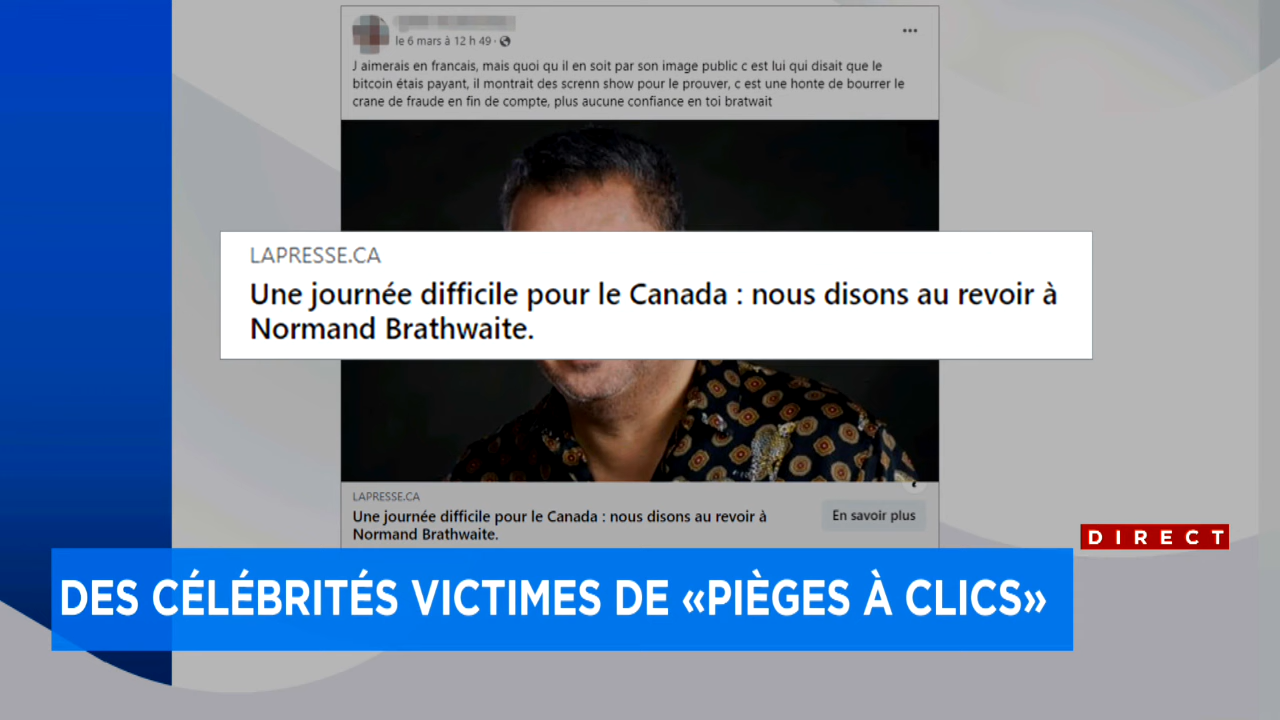 le 6 mars à 12 h 49 ·
J aimerais en francais, mais quoi qu il en soit par son image public c est lui qui disait que le
bitcoin étais payant, il montrait des screnn show pour le prouver, c est une honte de bourrer le
crane de fraude en fin de compte, plus aucune confiance en toi bratwait
LAPRESSE.CA
Une journée difficile pour le Canada : nous disons au revoir à
Normand Brathwaite.
LAPRESSE.CA
Une journée difficile pour le Canada : nous disons au revoir à
Normand Brathwaite.
En savoir plus
DIRECT
DES CÉLÉBRITÉS VICTIMES DE «PIÈGES À CLICS»